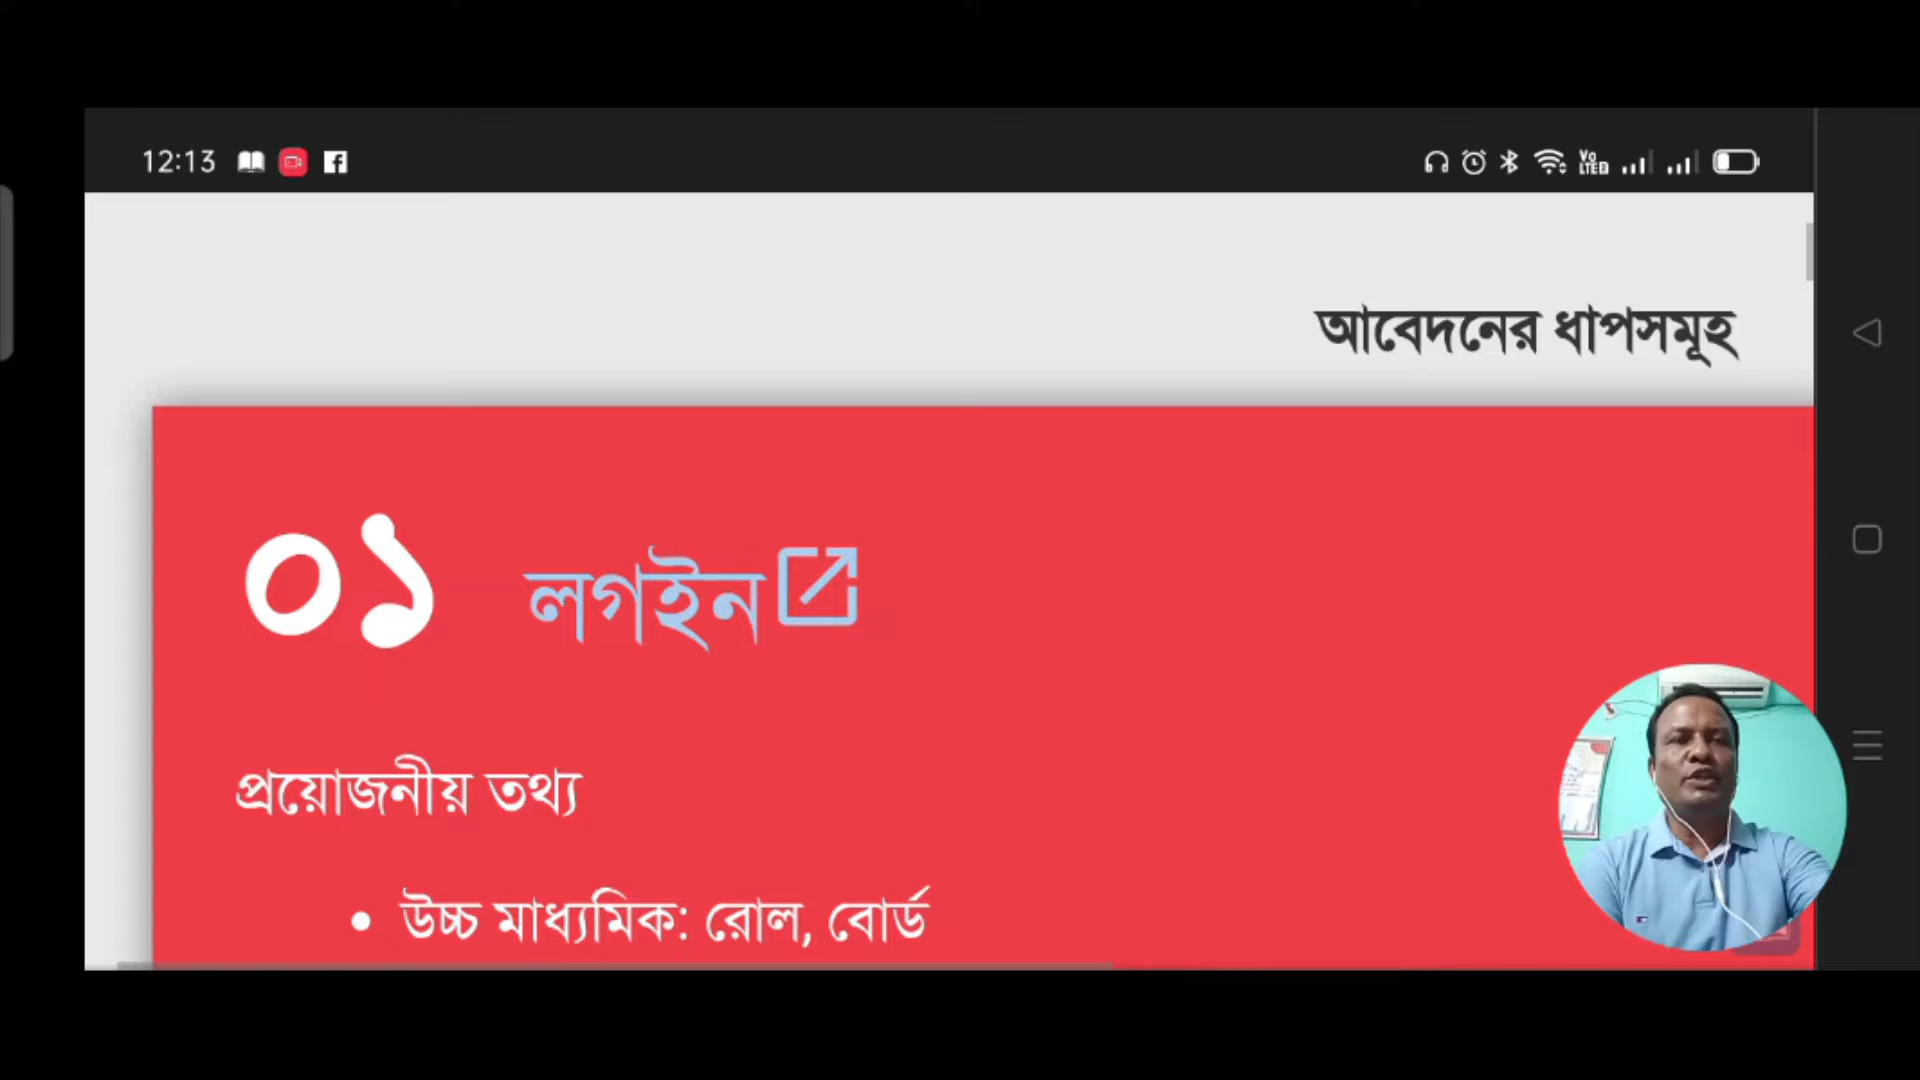 12:13
আবেদনের ধাপসমূহ
০১ লগইন
প্রয়োজনীয় তথ্য
• উচ্চ মাধ্যমিক: রোল, বোর্ড